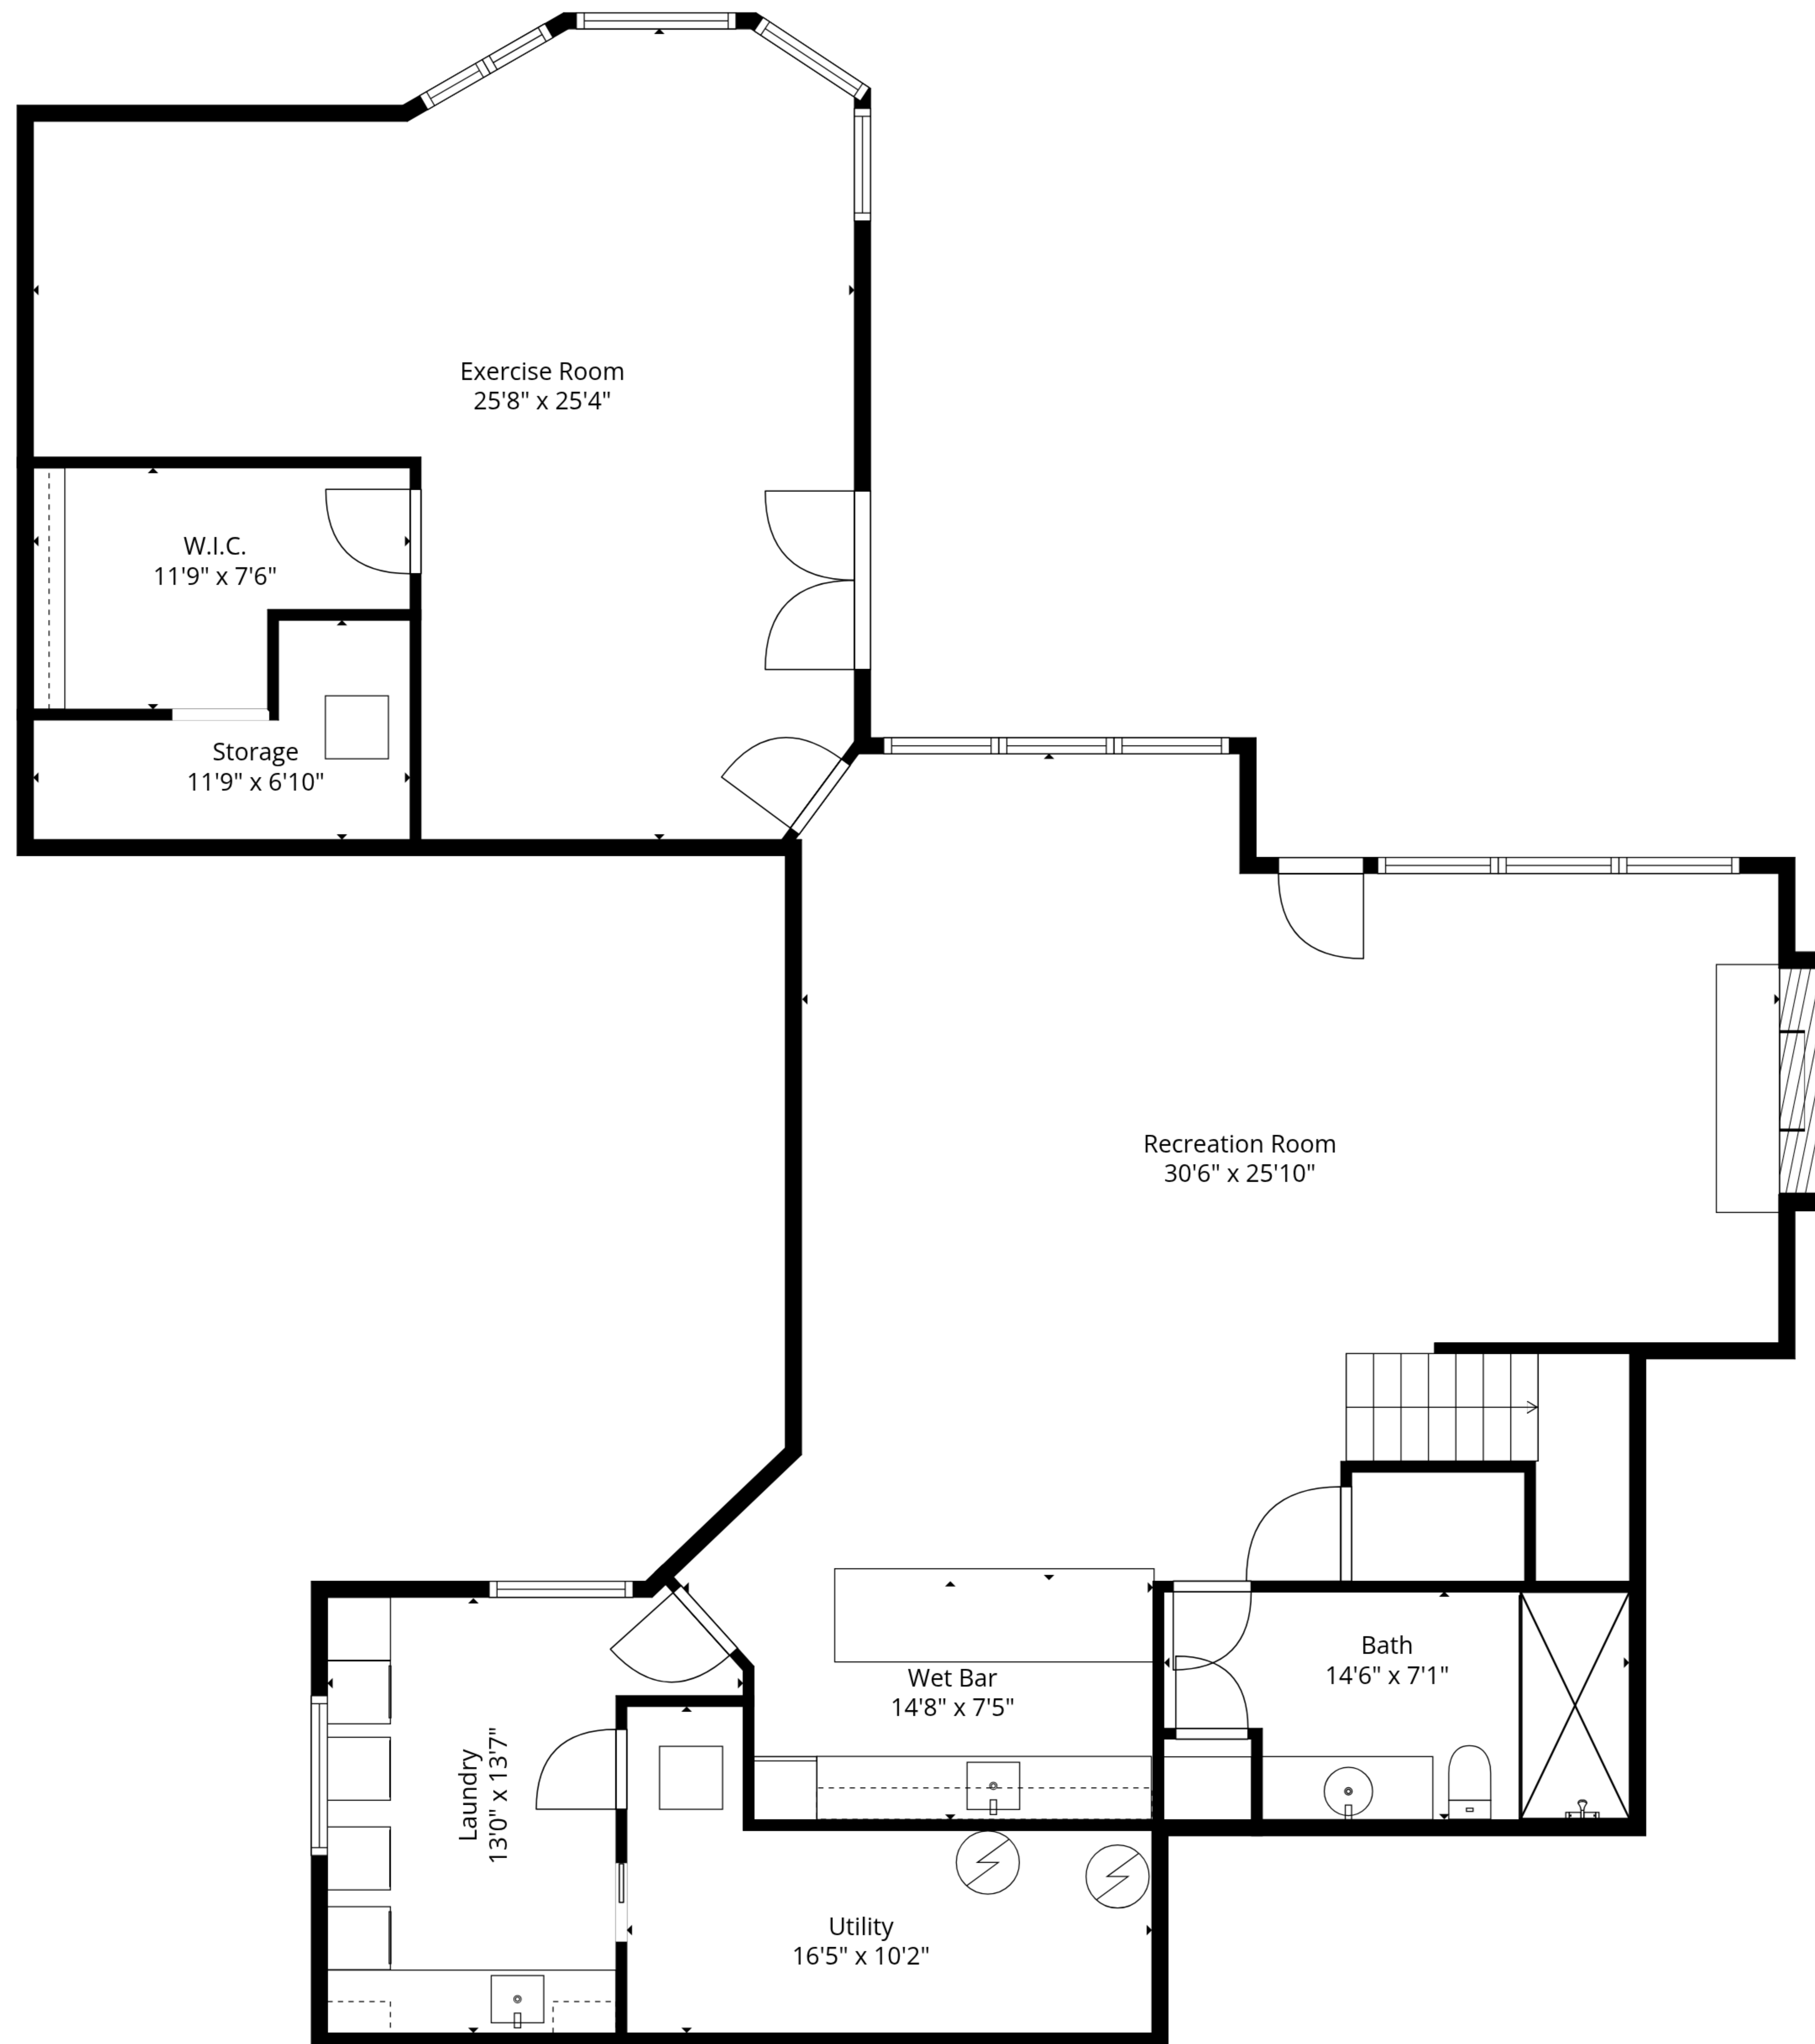 Exercise Room
25'8" x 25'4"
W.I.C.
11'9" x 7'6"
Storage
11'9" x 6'10"
Recreation Room
30'6" x 25'10"
Bath
14'6" x 7'1"
Wet Bar
14'8" x 7'5"
Laundry
13'0" x 13'7"
Utility
16'5" x 10'2"